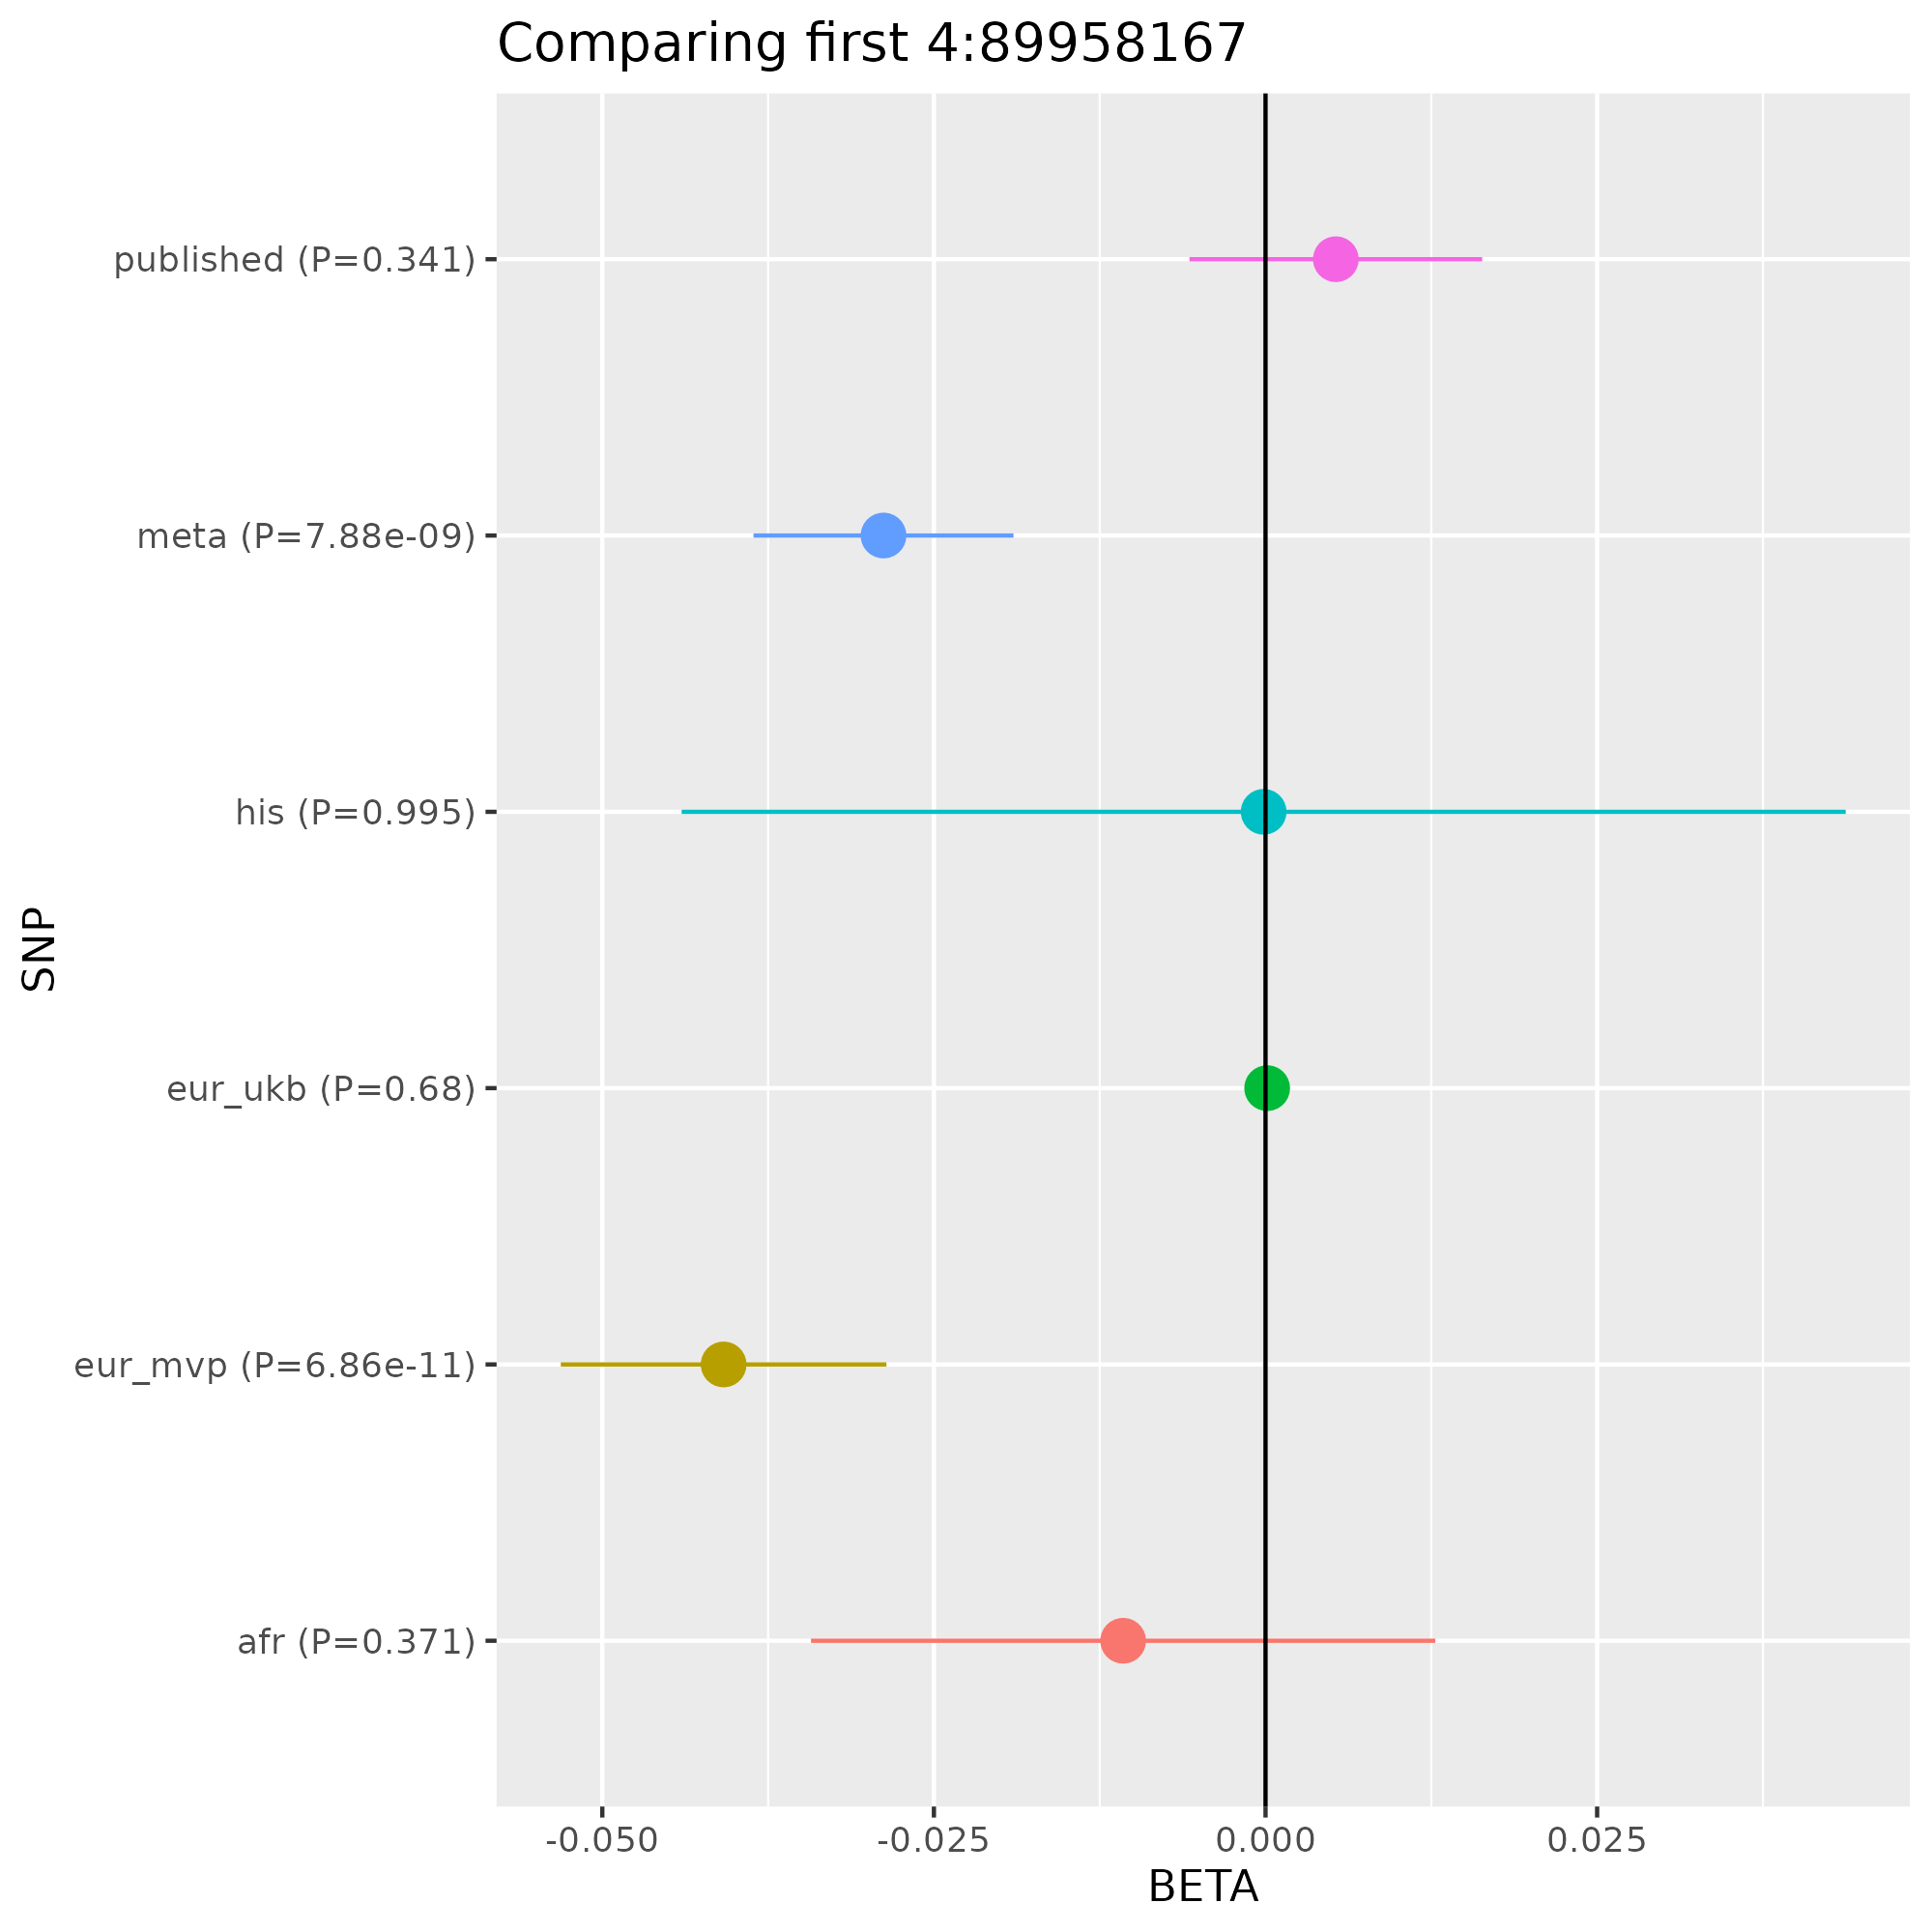 Comparing first 4:89958167
published (P=0.341)
meta (P=7.88e-09)
his (P=0.995)
SNP
eur_ukb (P=0.68)
eur_mvp (P=6.86e-11)
afr (P=0.371)
-0.050 -0.025 0.000 0.025
BETA